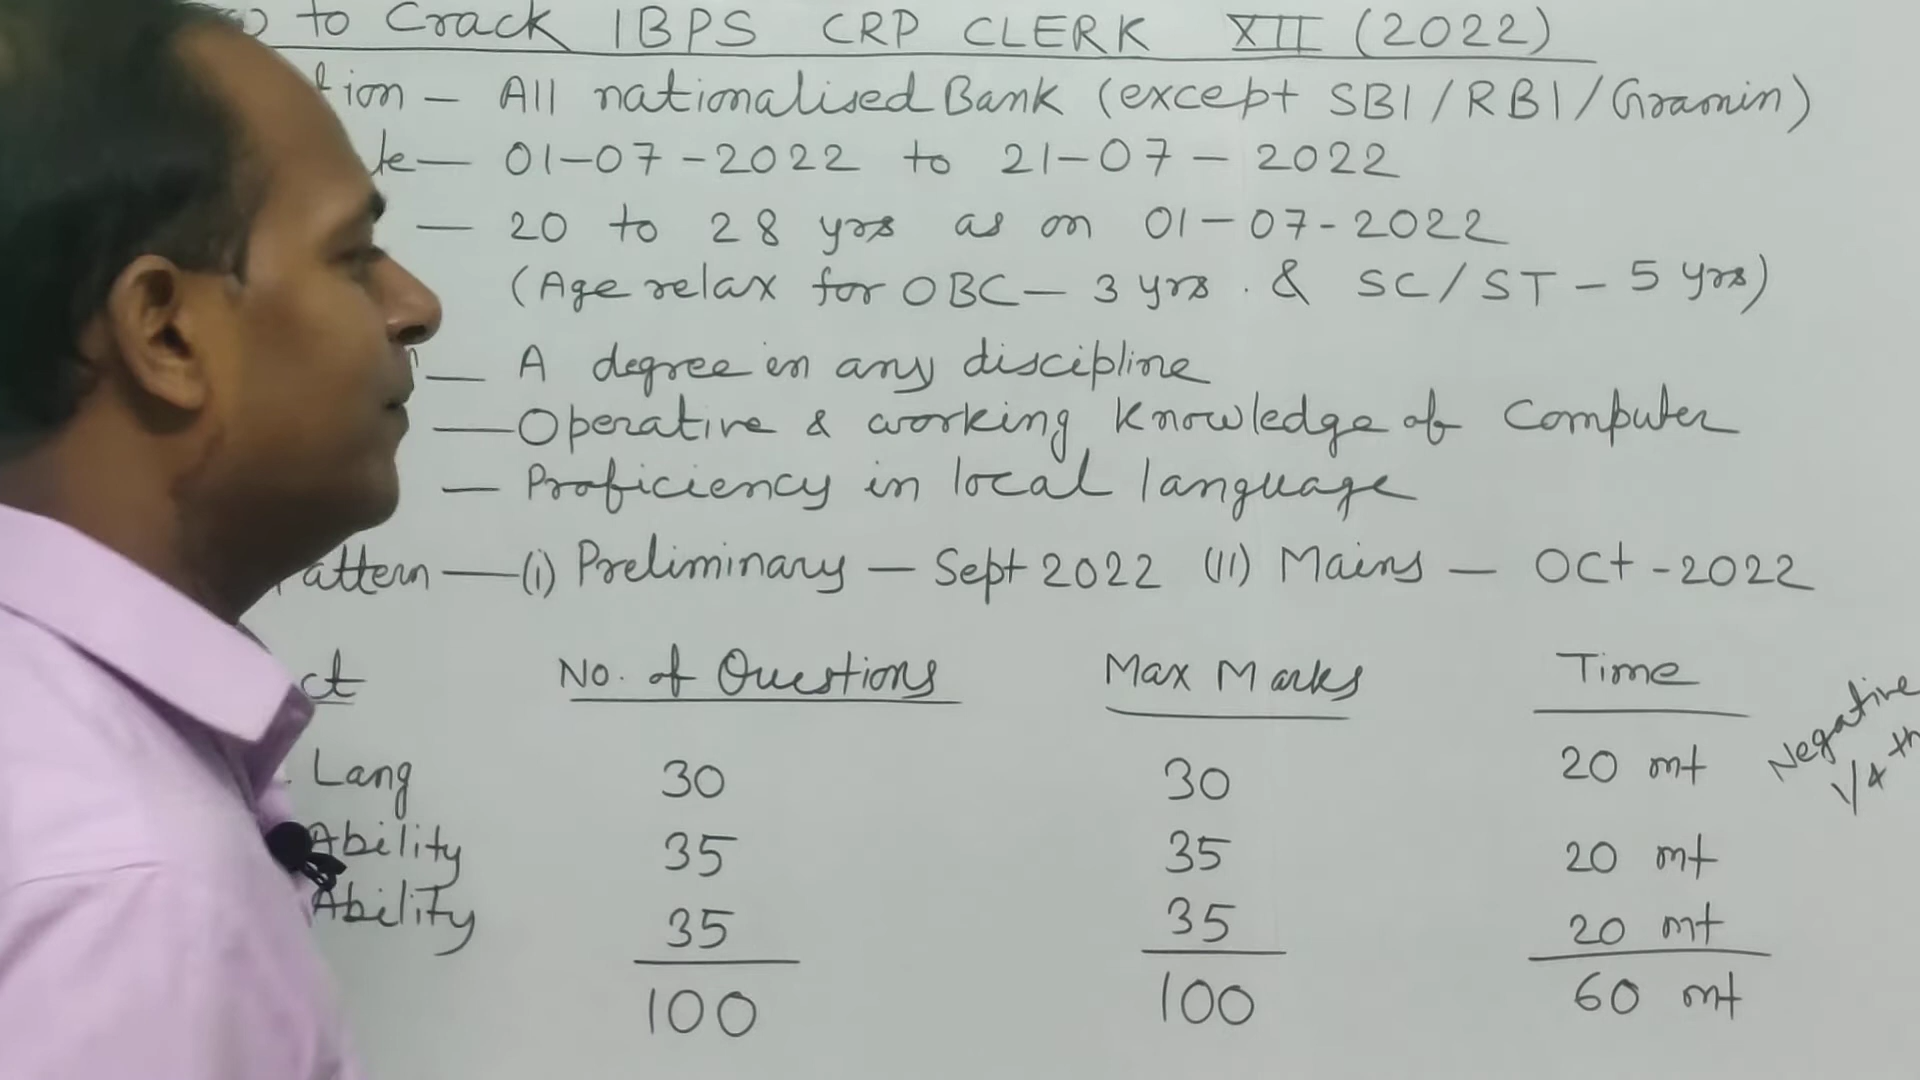 to Crack IBPS CRP CLERK XII (2022)
tion - All nationalised Bank (except SBI/RBI/Gramin)
te - 01-07-2022 to 21-07-2022
- 20 to 28 yrs as on 01-07-2022
(Age relax for OBC - 3 yrs. & SC/ST - 5 yrs)
- A degree in any discipline
- Operative & working knowledge of Computer
- Proficiency in local language
attern - (i) Preliminary - Sept 2022 (II) Mains - Oct - 2022
ct No. of Questions Max Marks Time
Negative
1/4 th
Lang 30 30 20 mt
Ability 35 35 20 mt
Ability 35 35 20 mt
100 100 60 mt